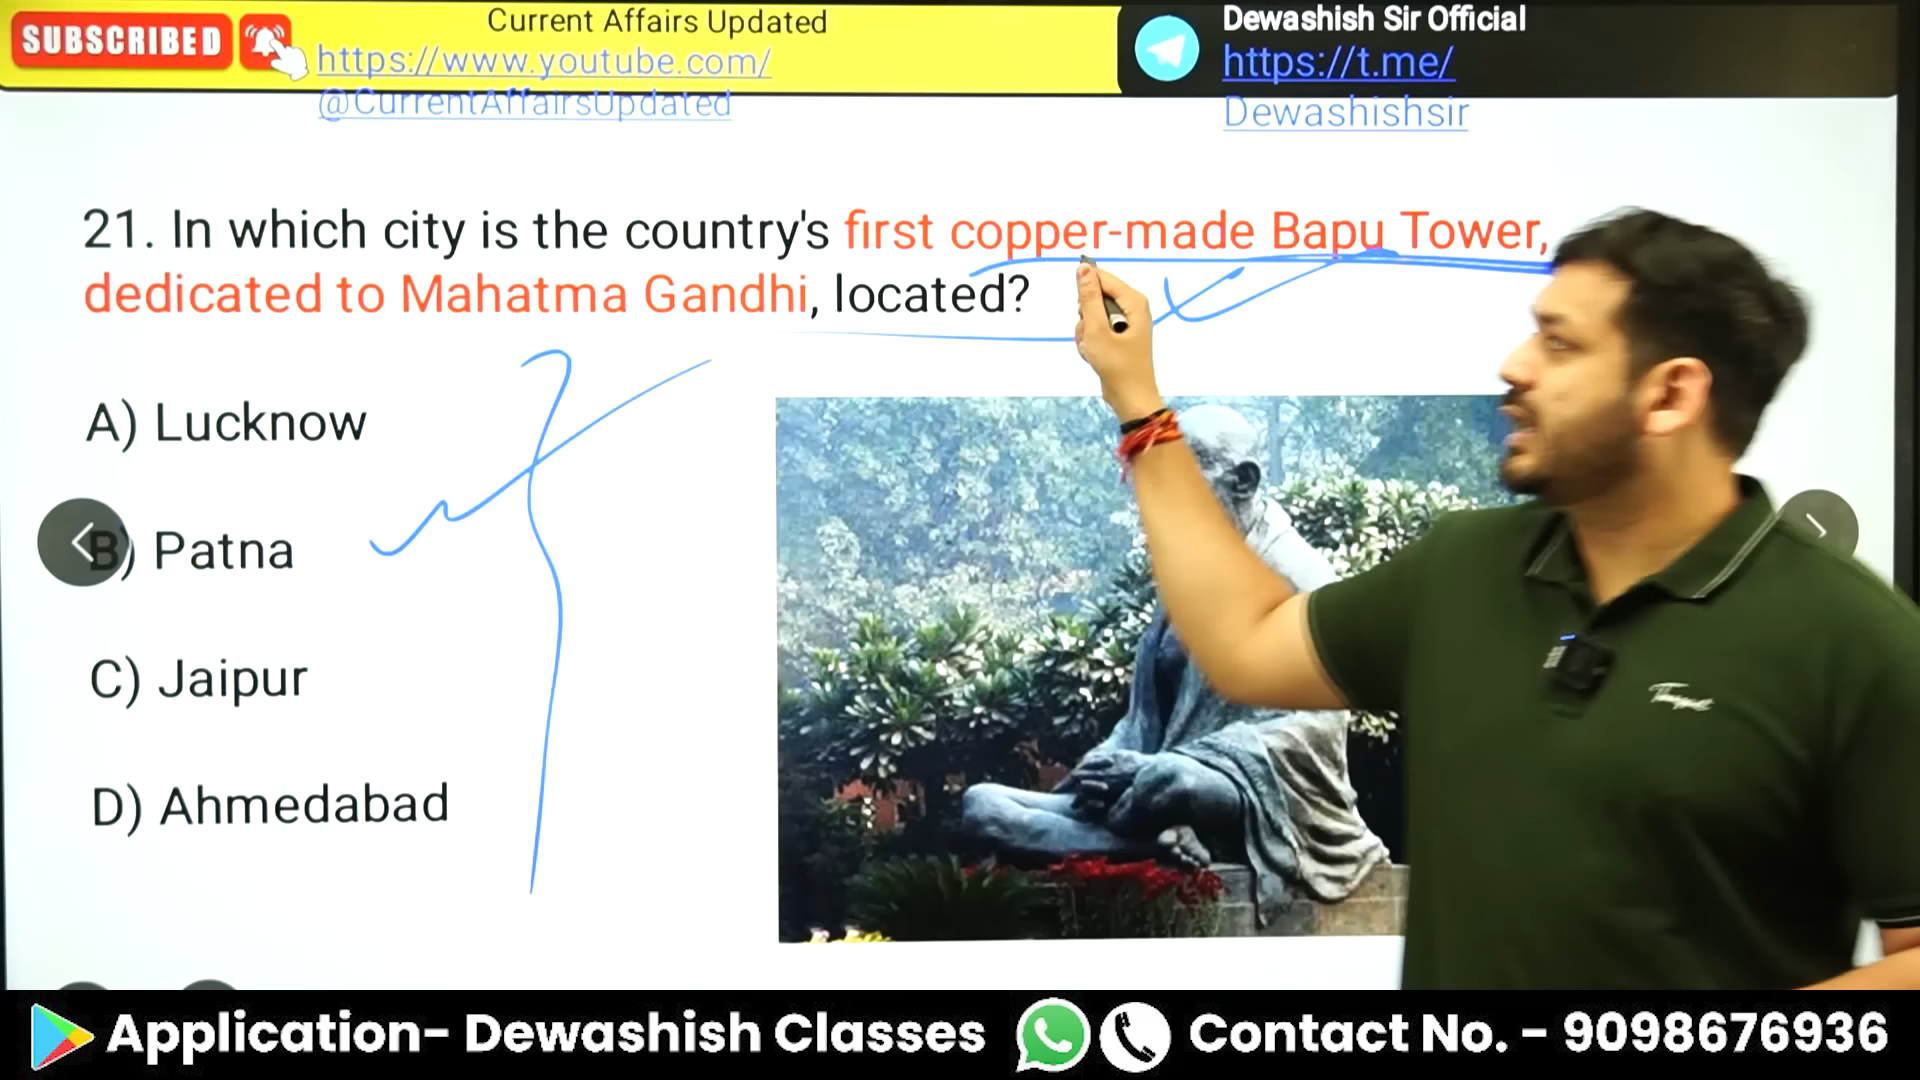 SUBSCRIBED
Current Affairs Updated
https://www.youtube.com/
@CurrentAffairsUpdated
Dewashish Sir Official
https://t.me/
Dewashishsir
21. In which city is the country's first copper-made Bapu Tower,
dedicated to Mahatma Gandhi, located?
A) Lucknow
B) Patna
C) Jaipur
D) Ahmedabad
Application- Dewashish Classes
Contact No. - 9098676936